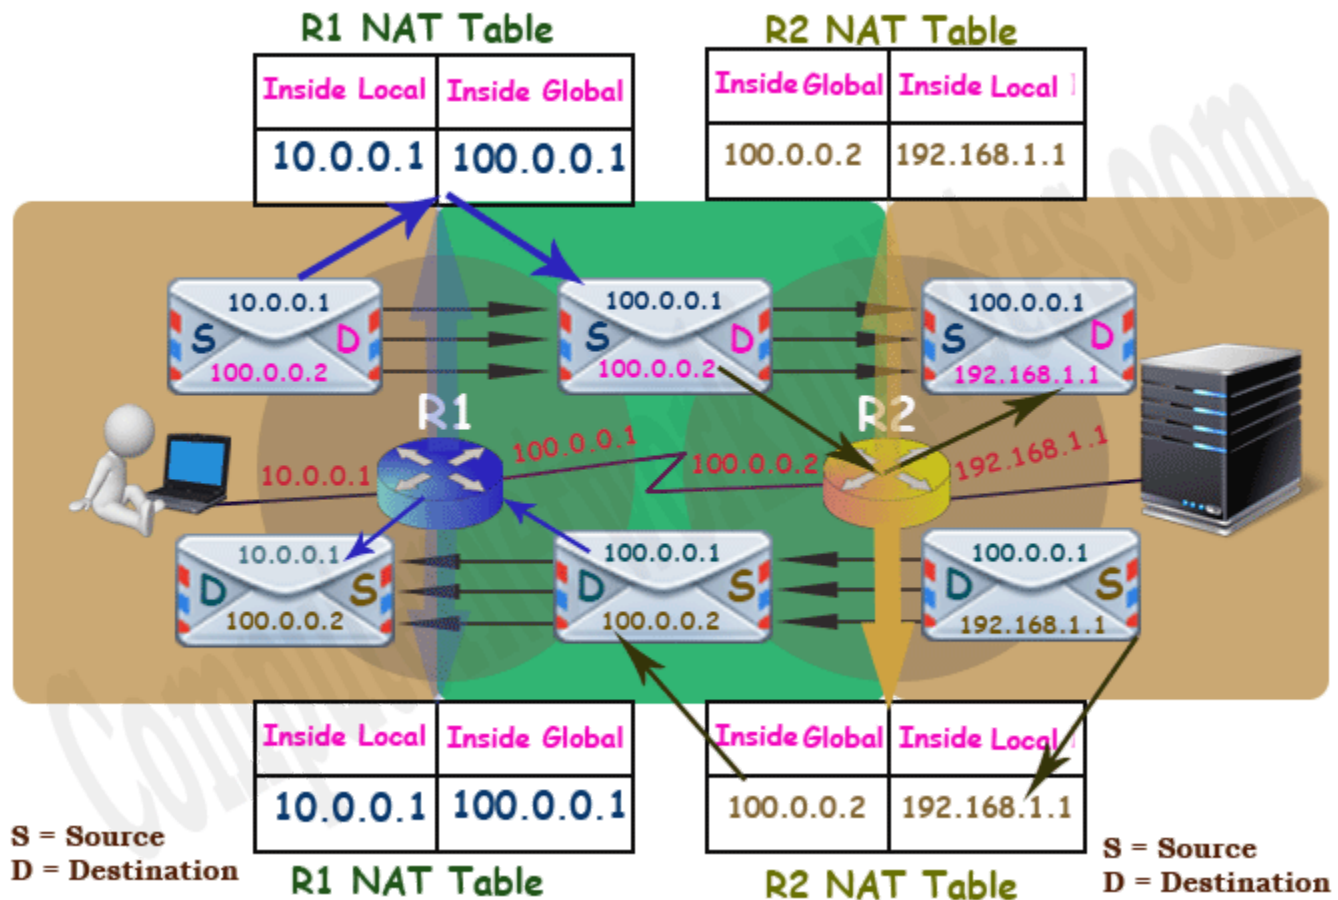 R1 NAT Table
R2 NAT Table
Inside Local Inside Global
10.0.0.1 100.0.0.1
Inside Global Inside Local
100.0.0.2 192.168.1.1
10.0.0.1
S D
100.0.0.2
100.0.0.1
S D
100.0.0.2
100.0.0.1
S D
192.168.1.1
R1
R2
10.0.0.1
100.0.0.1
100.0.0.2
192.168.1.1
10.0.0.1
D S
100.0.0.2
100.0.0.1
D S
100.0.0.2
100.0.0.1
D S
192.168.1.1
Inside Local Inside Global
10.0.0.1 100.0.0.1
Inside Global Inside Local
100.0.0.2 192.168.1.1
R1 NAT Table
R2 NAT Table
S = Source
D = Destination
S = Source
D = Destination